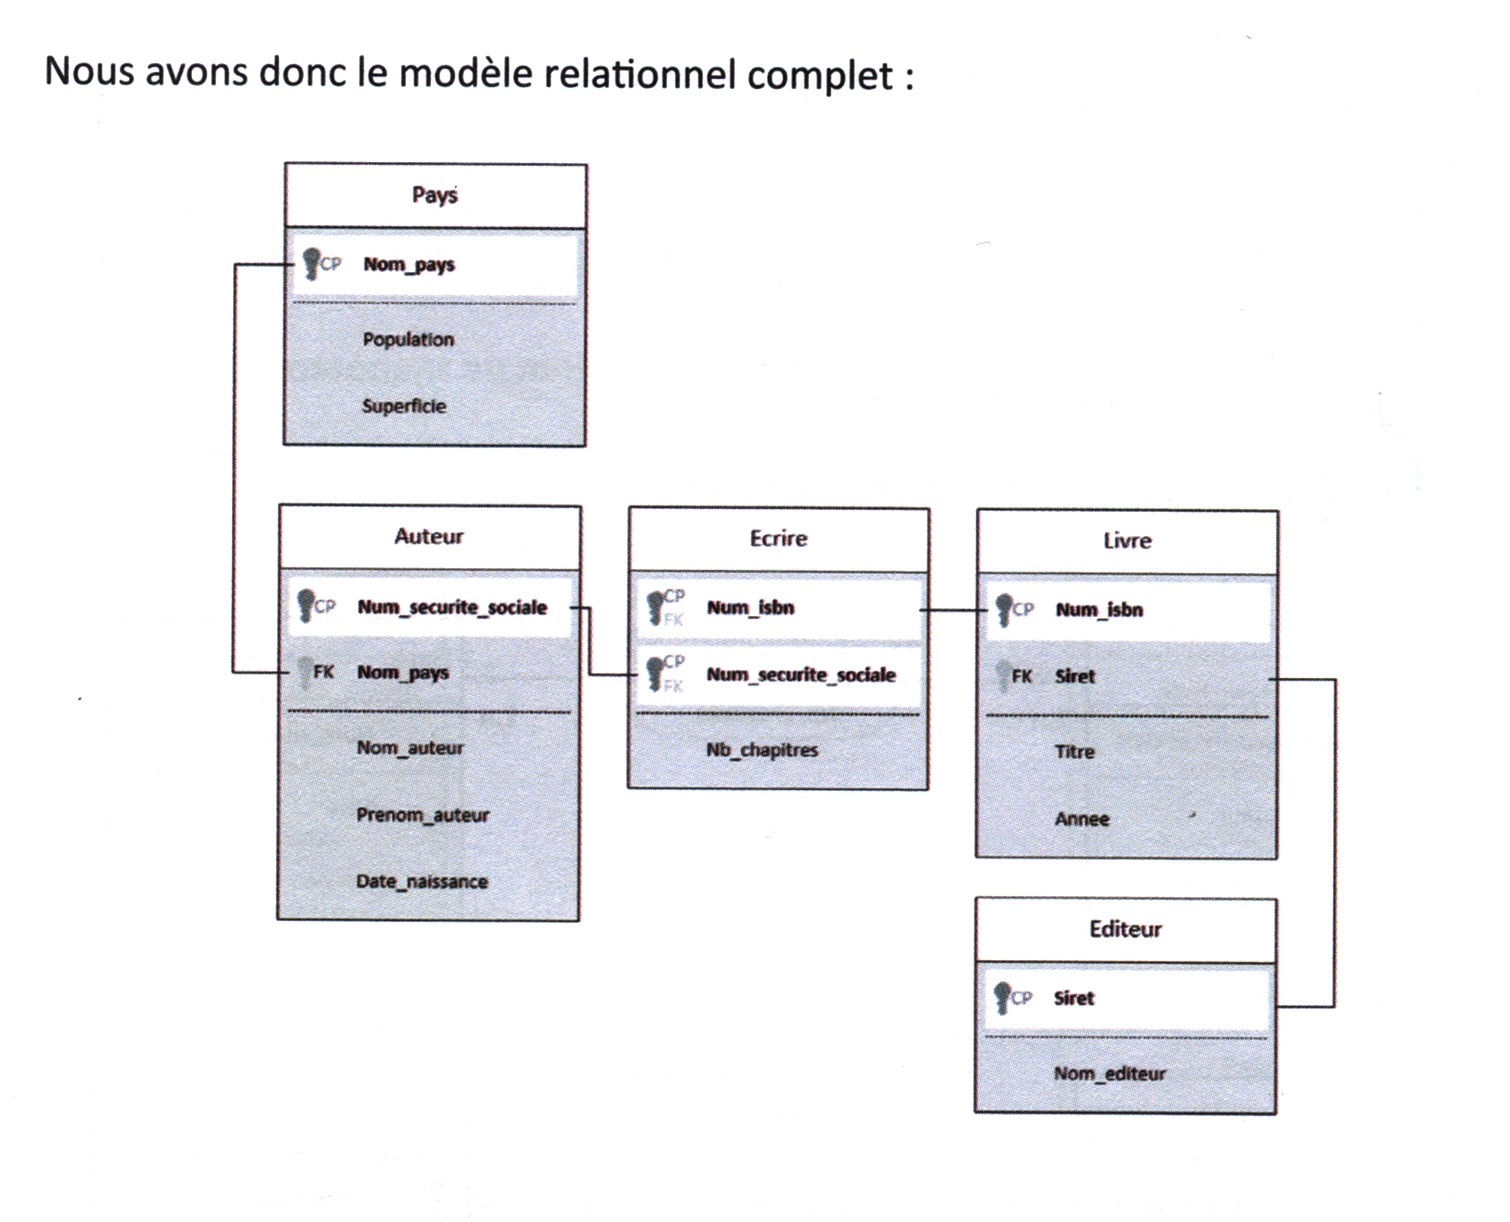 Nous avons donc le modèle relationnel complet :
Pays
CP Nom_pays
Population
Superficie
Auteur
CP Num_securite_sociale
FK Nom_pays
Nom_auteur
Prenom_auteur
Date_naissance
Ecrire
CP
FK Num_isbn
CP
FK Num_securite_sociale
Nb_chapitres
Livre
CP Num_isbn
FK Siret
Titre
Annee
Editeur
CP Siret
Nom_editeur